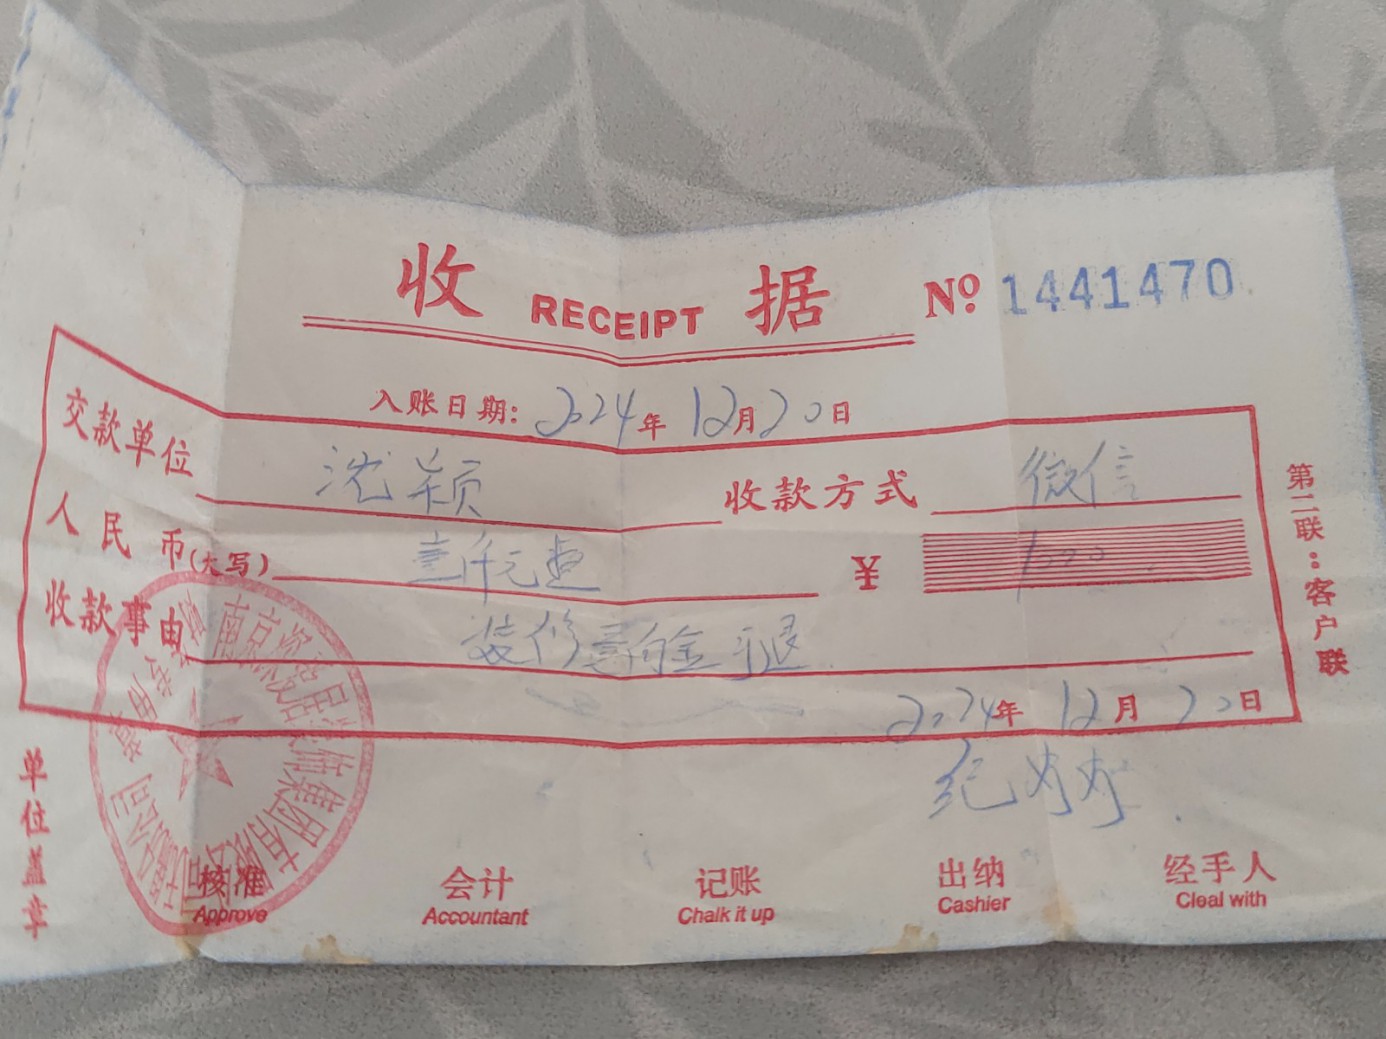 收 RECEIPT 据 Nº 1441470
入账日期: 2024年 12月20日
交款单位 沈颖 收款方式 微信
人民币(大写) 壹仟元整 ¥ 1000
收款事由 装修意向金 可退
2024年 12月 20日
第二联:客户联
单位盖章
核准 会计 记账 出纳 经手人
Approve Accountant Chalk it up Cashier Cleal with